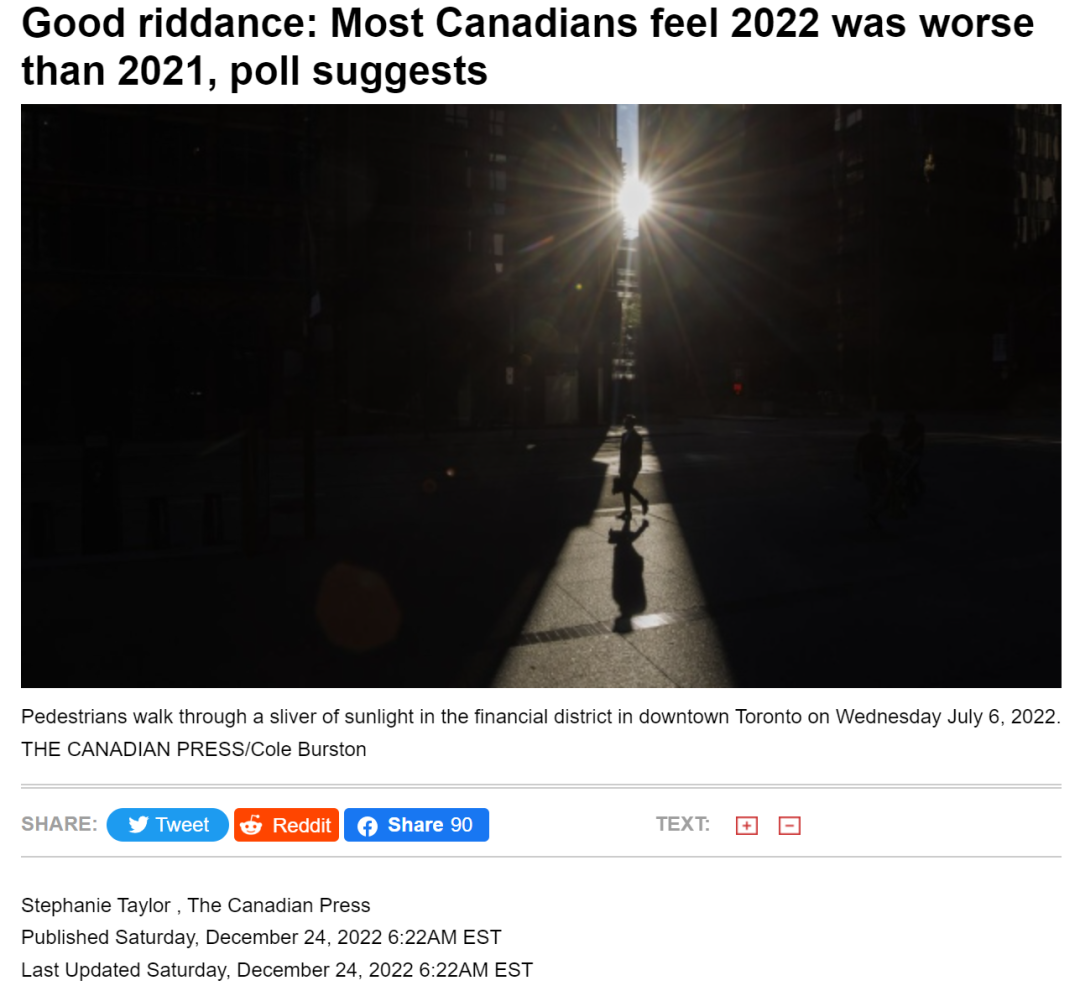 Good riddance: Most Canadians feel 2022 was worse
than 2021, poll suggests
Pedestrians walk through a sliver of sunlight in the financial district in downtown Toronto on Wednesday July 6, 2022.
THE CANADIAN PRESS/Cole Burston
SHARE: Tweet Reddit Share 90 TEXT:
Stephanie Taylor , The Canadian Press
Published Saturday, December 24, 2022 6:22AM EST
Last Updated Saturday, December 24, 2022 6:22AM EST